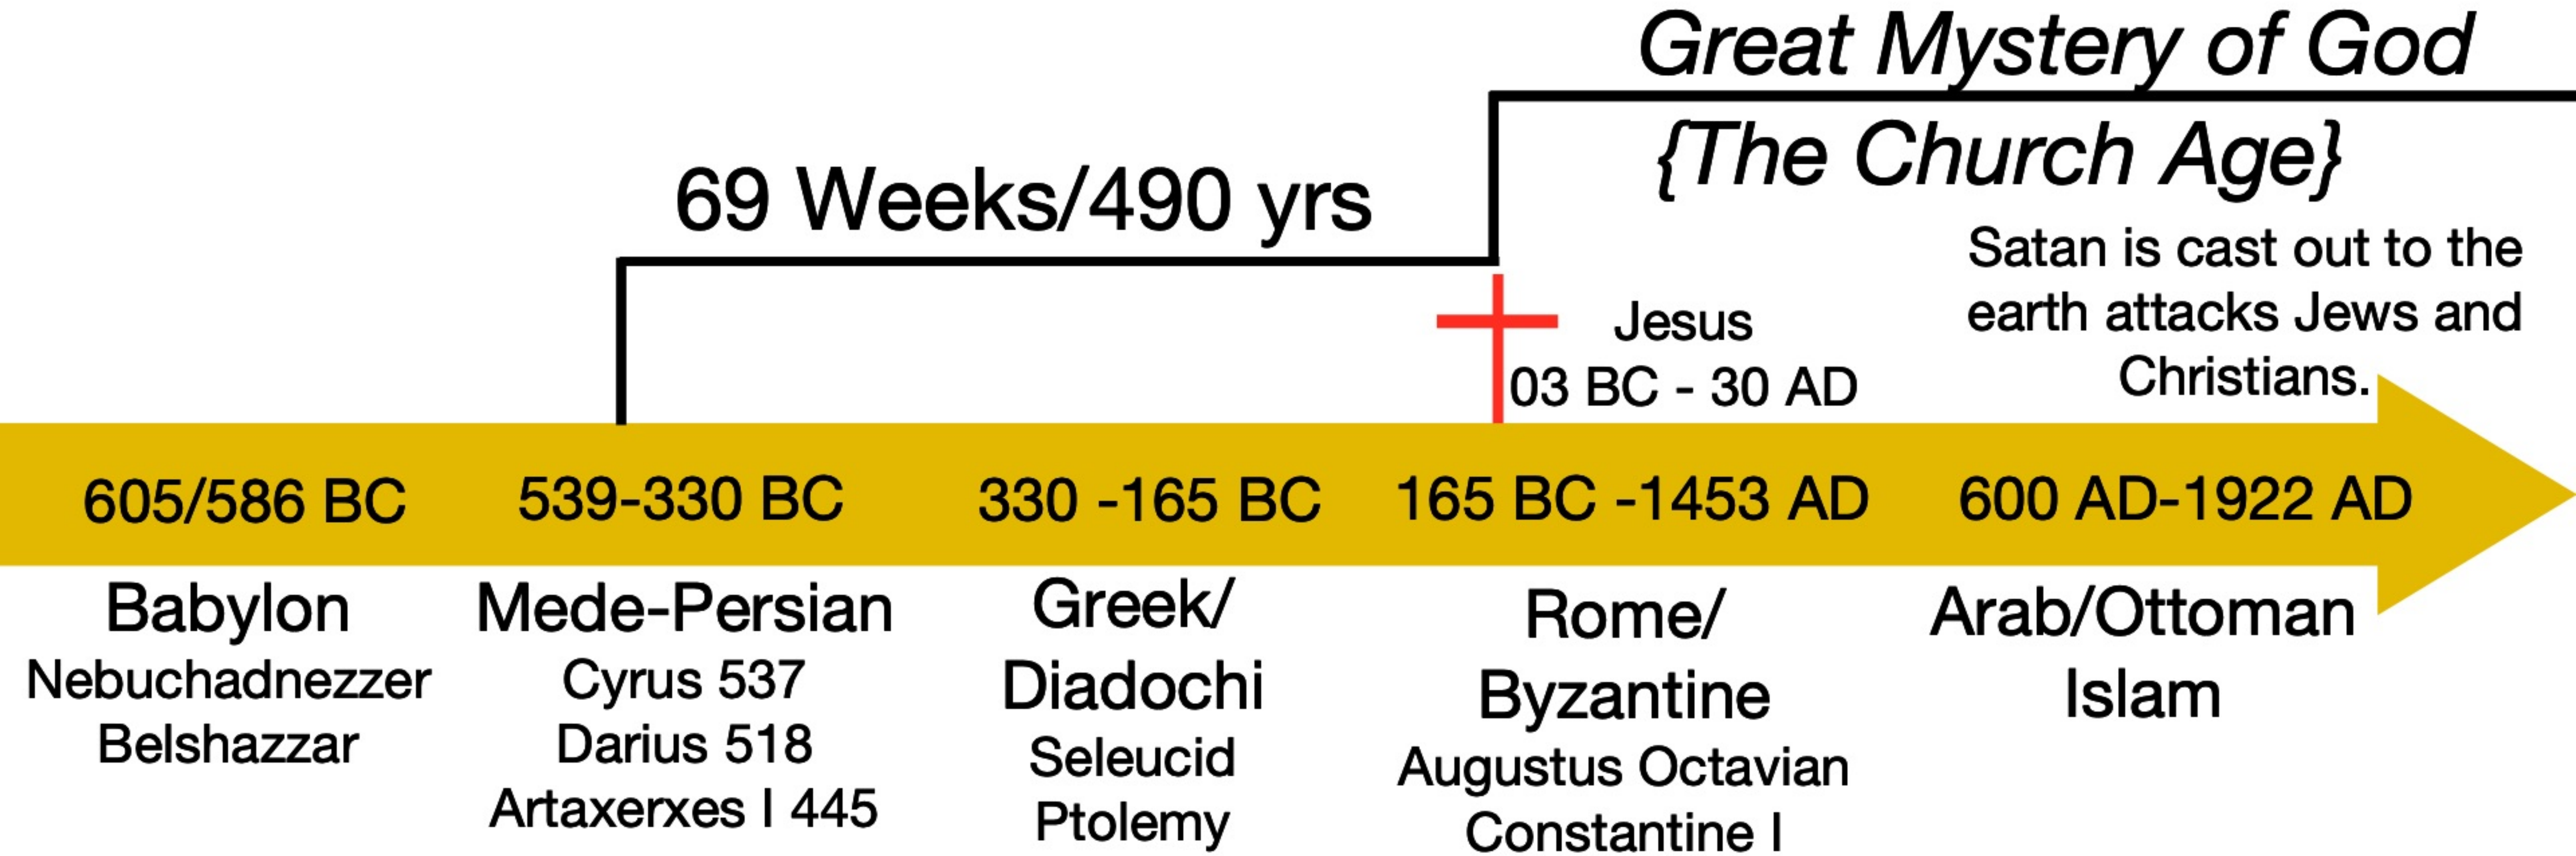 Great Mystery of God
{The Church Age}
69 Weeks/490 yrs
Satan is cast out to the
earth attacks Jews and
Christians.
Jesus
03 BC - 30 AD
605/586 BC
539-330 BC
330 -165 BC
165 BC -1453 AD
600 AD-1922 AD
Babylon
Nebuchadnezzer
Belshazzar
Mede-Persian
Cyrus 537
Darius 518
Artaxerxes I 445
Greek/
Diadochi
Seleucid
Ptolemy
Rome/
Byzantine
Augustus Octavian
Constantine I
Arab/Ottoman
Islam